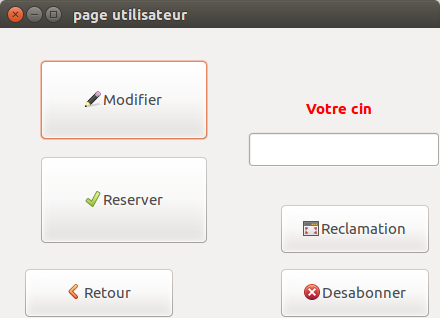 page utilisateur
Modifier
Votre cin
Reserver
Reclamation
Retour
Desabonner